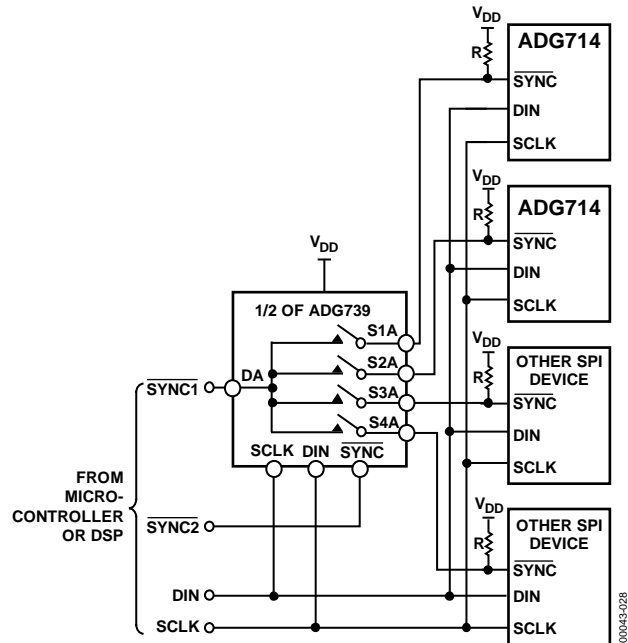 VDD
R
ADG714
SYNC
DIN
SCLK
VDD
R
ADG714
SYNC
DIN
SCLK
VDD
1/2 OF ADG739
S1A
S2A
S3A
S4A
DA
SCLK DIN SYNC
VDD
R
OTHER SPI
DEVICE
SYNC
DIN
SCLK
VDD
R
OTHER SPI
DEVICE
SYNC
DIN
SCLK
FROM
MICRO-
CONTROLLER
OR DSP
SYNC1
SYNC2
DIN
SCLK
00043-028